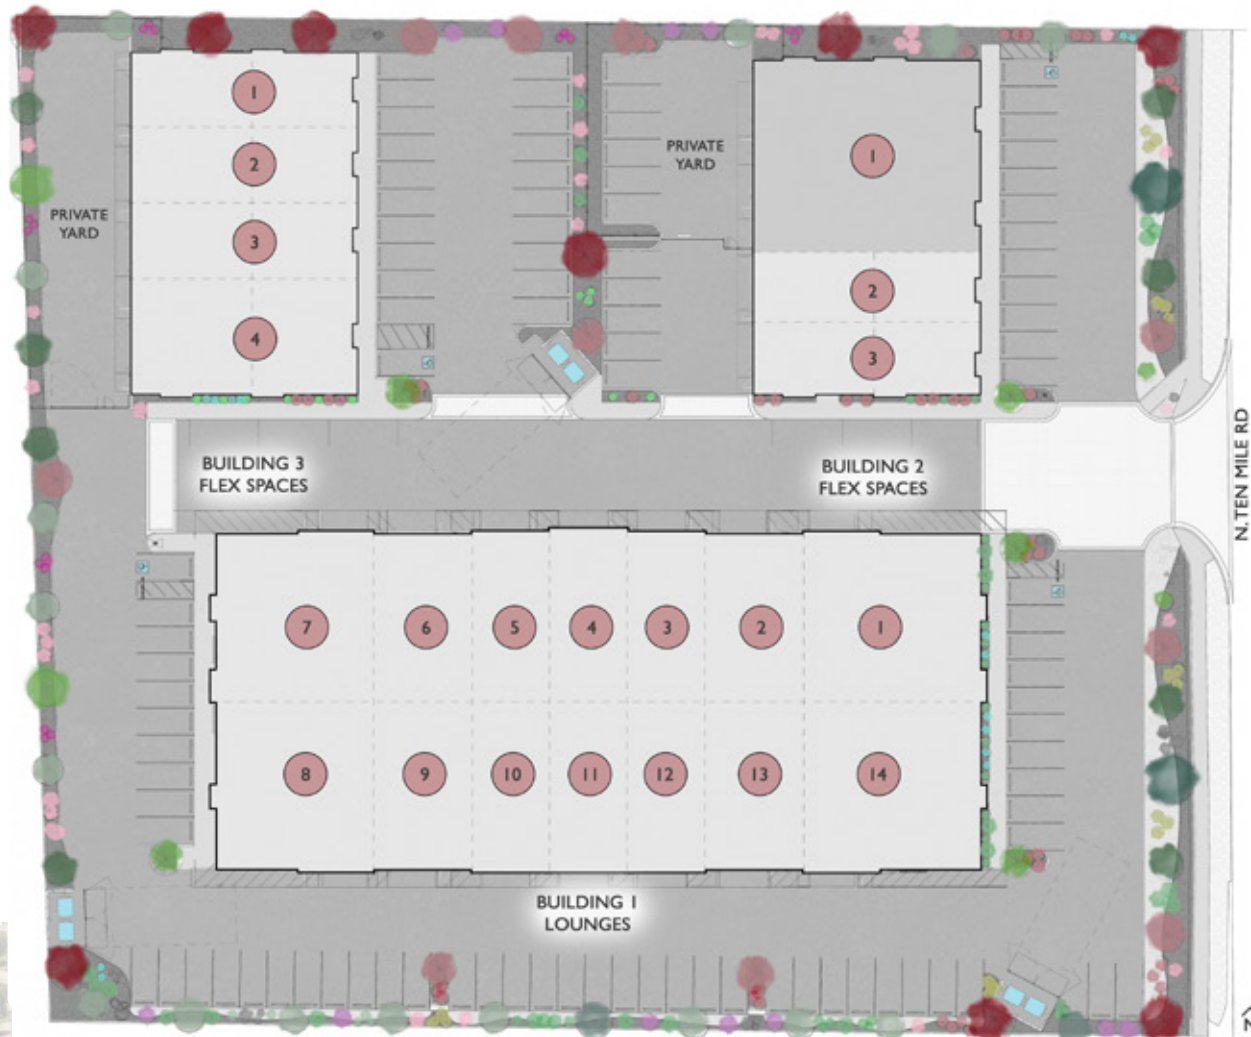 1
2
3
4
PRIVATE
YARD
PRIVATE
YARD
1
2
3
BUILDING 3
FLEX SPACES
BUILDING 2
FLEX SPACES
N. TEN MILE RD
7 6 5 4 3 2 1
8 9 10 11 12 13 14
BUILDING 1
LOUNGES
N